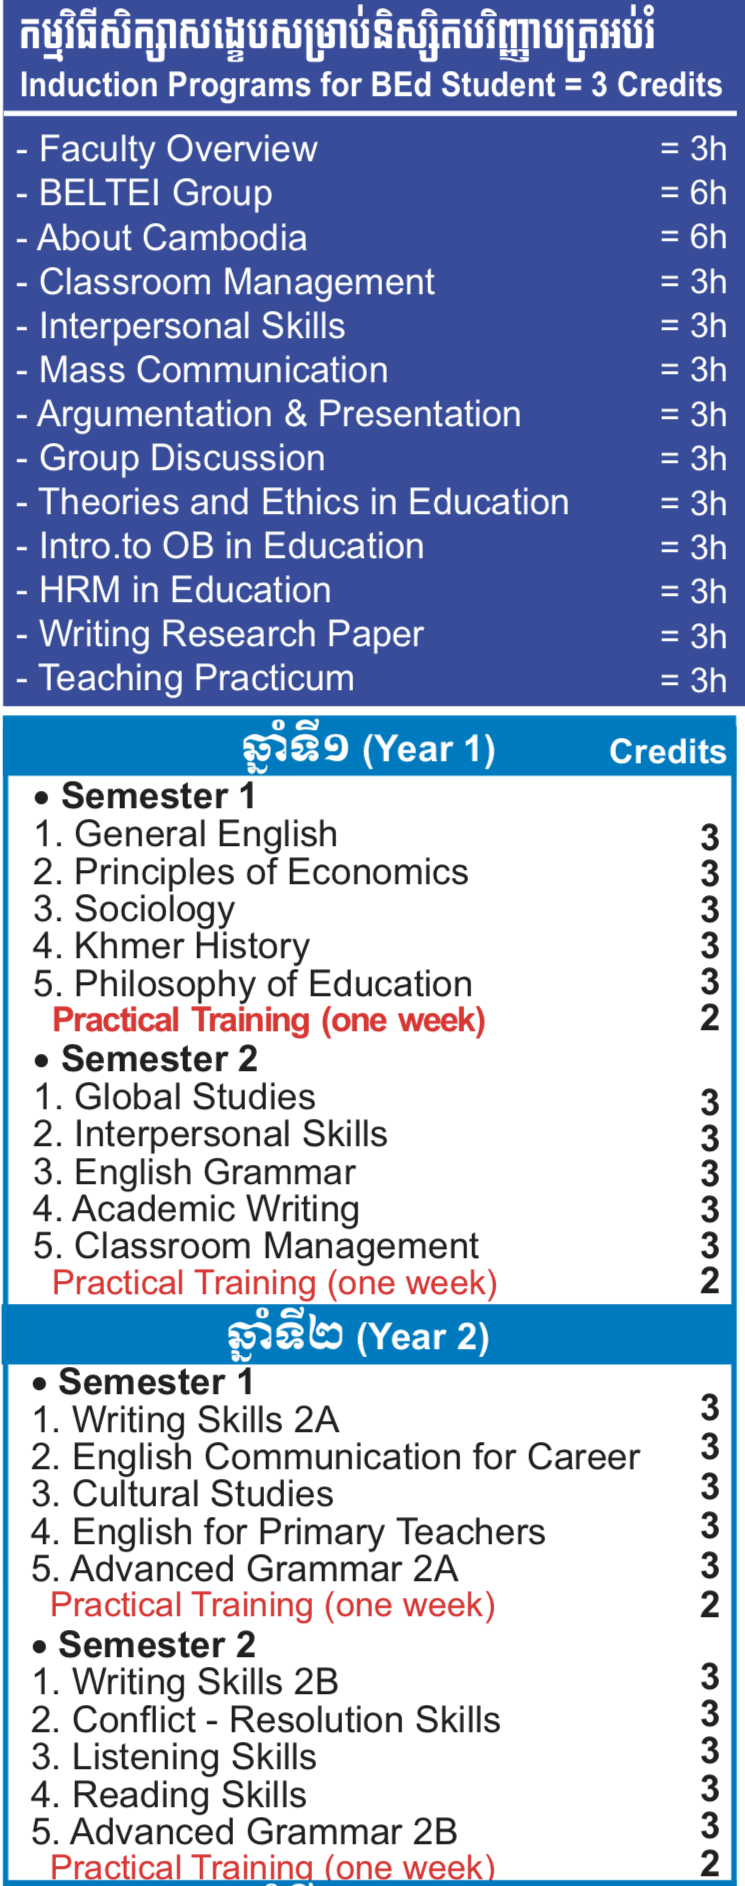 កម្មវិធីសិក្សាសង្ខេបសម្រាប់និស្សិតបរិញ្ញាបត្រអប់រំ
Induction Programs for BEd Student = 3 Credits
- Faculty Overview = 3h
- BELTEI Group = 6h
- About Cambodia = 6h
- Classroom Management = 3h
- Interpersonal Skills = 3h
- Mass Communication = 3h
- Argumentation & Presentation = 3h
- Group Discussion = 3h
- Theories and Ethics in Education = 3h
- Intro.to OB in Education = 3h
- HRM in Education = 3h
- Writing Research Paper = 3h
- Teaching Practicum = 3h
ឆ្នាំទី១ (Year 1) Credits
• Semester 1
1. General English 3
2. Principles of Economics 3
3. Sociology 3
4. Khmer History 3
5. Philosophy of Education 3
Practical Training (one week) 2
• Semester 2
1. Global Studies 3
2. Interpersonal Skills 3
3. English Grammar 3
4. Academic Writing 3
5. Classroom Management 3
Practical Training (one week) 2
ឆ្នាំទី២ (Year 2)
• Semester 1
1. Writing Skills 2A 3
2. English Communication for Career 3
3. Cultural Studies 3
4. English for Primary Teachers 3
5. Advanced Grammar 2A 3
Practical Training (one week) 2
• Semester 2
1. Writing Skills 2B 3
2. Conflict - Resolution Skills 3
3. Listening Skills 3
4. Reading Skills 3
5. Advanced Grammar 2B 3
Practical Training (one week) 2